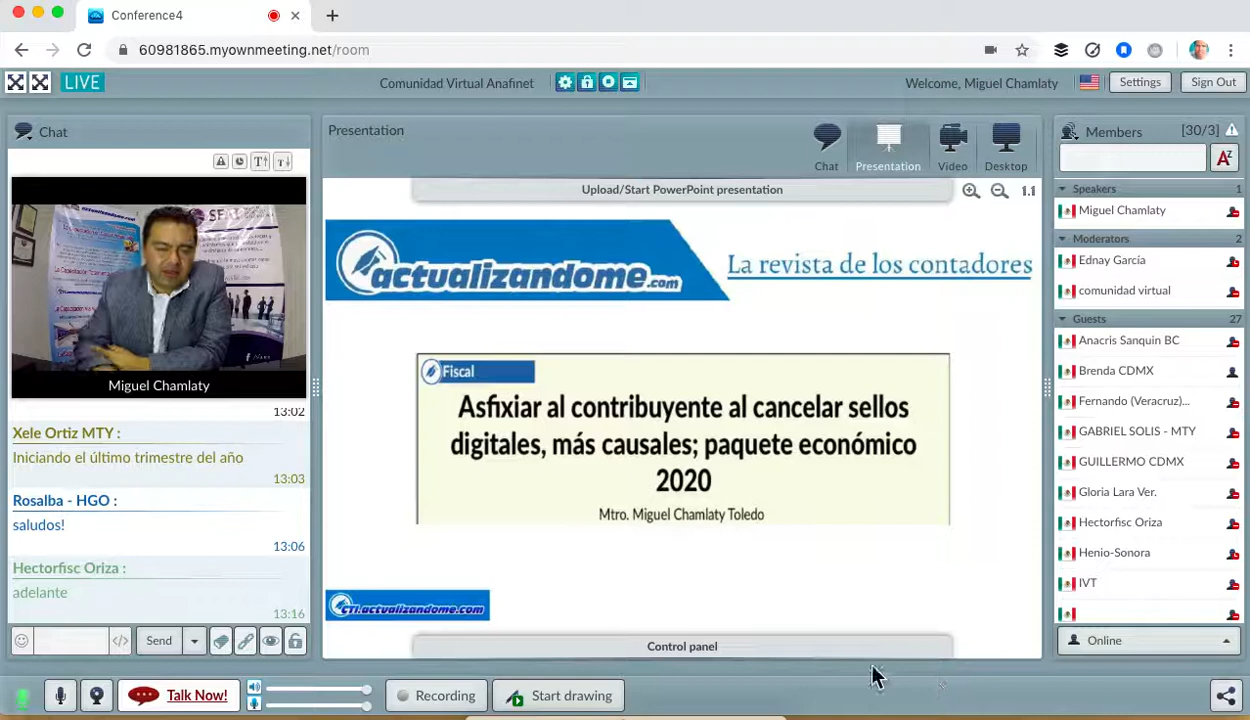 Conference4
60981865.myownmeeting.net/room
LIVE
Comunidad Virtual Anafinet
Welcome, Miguel Chamlaty
Settings
Sign Out
Chat
Miguel Chamlaty
13:02
Xele Ortiz MTY :
Iniciando el último trimestre del año
13:03
Rosalba - HGO :
saludos!
13:06
Hectorfisc Oriza :
adelante
13:16
Send
Presentation
Chat
Presentation
Video
Desktop
Upload/Start PowerPoint presentation
1.1
actualizandome.com
La revista de los contadores
Fiscal
Asfixiar al contribuyente al cancelar sellos
digitales, más causales; paquete económico
2020
Mtro. Miguel Chamlaty Toledo
cti.actualizandome.com
Control panel
Members
[30/3]
Speakers 1
Miguel Chamlaty
Moderators 2
Ednay García
comunidad virtual
Guests 27
Anacris Sanquin BC
Brenda CDMX
Fernando (Veracruz)...
GABRIEL SOLIS - MTY
GUILLERMO CDMX
Gloria Lara Ver.
Hectorfisc Oriza
Henio-Sonora
IVT
Online
Talk Now!
Recording
Start drawing